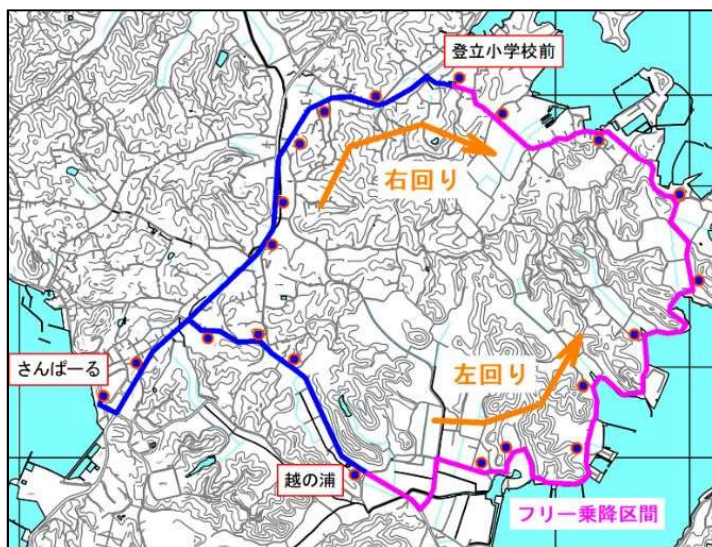 登立小学校前
右回り
さんぱーる
左回り
越の浦
フリー乗降区間